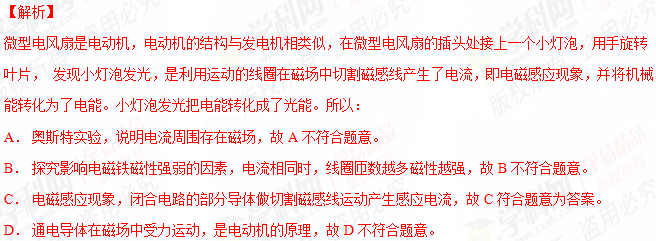 【解析】
微型电风扇是电动机，电动机的结构与发电机相类似，在微型电风扇的插头处接上一个小灯泡，用手旋转
叶片， 发现小灯泡发光，是利用运动的线圈在磁场中切割磁感线产生了电流，即电磁感应现象，并将机械
能转化为了电能。小灯泡发光把电能转化成了光能。所以：
A． 奥斯特实验，说明电流周围存在磁场，故 A 不符合题意。
B． 探究影响电磁铁磁性强弱的因素，电流相同时，线圈匝数越多磁性越强，故 B 不符合题意。
C． 电磁感应现象，闭合电路的部分导体做切割磁感线运动产生感应电流，故 C 符合题意为答案。
D． 通电导体在磁场中受力运动，是电动机的原理，故 D 不符合题意。